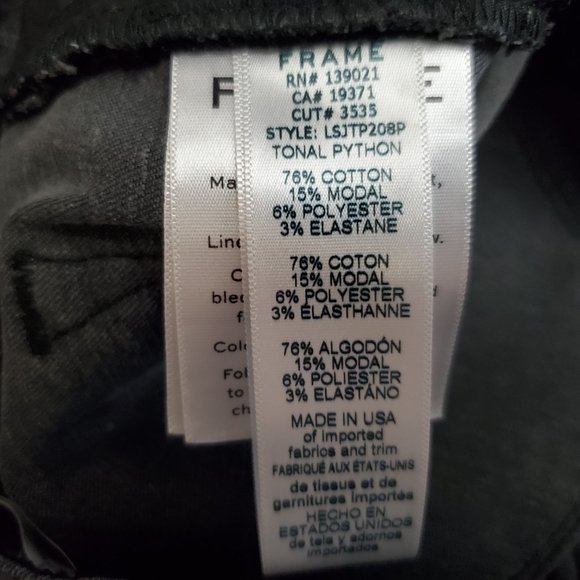 FRAME
RN# 139021
CA# 19371
CUT# 3535
STYLE: LSJTP208P
TONAL PYTHON
76% COTTON
15% MODAL
6% POLYESTER
3% ELASTANE
76% COTON
15% MODAL
6% POLYESTER
3% ÉLASTHANNE
76% ALGODÓN
15% MODAL
6% POLIESTER
3% ELASTANO
MADE IN USA
of imported
fabrics and trim
FABRIQUÉ AUX ÉTATS-UNIS
de tissus et de
garnitures importés
HECHO EN
ESTADOS UNIDOS
de tela y adornos
importados